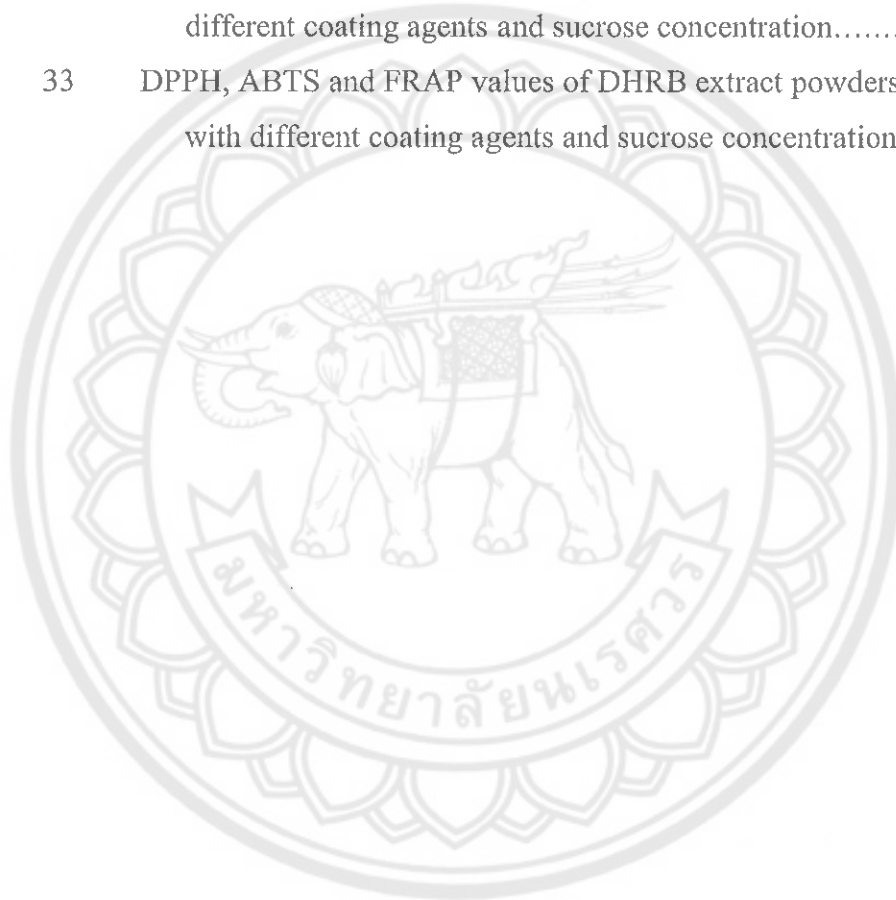 different coating agents and sucrose concentration.......
33 DPPH, ABTS and FRAP values of DHRB extract powders
with different coating agents and sucrose concentration
มหาวิทยาลัยนเรศวร